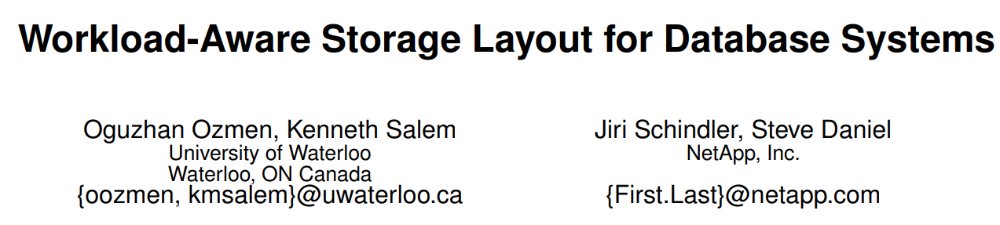 Workload-Aware Storage Layout for Database Systems
Oguzhan Ozmen, Kenneth Salem
University of Waterloo
Waterloo, ON Canada
{oozmen, kmsalem}@uwaterloo.ca
Jiri Schindler, Steve Daniel
NetApp, Inc.
{First.Last}@netapp.com